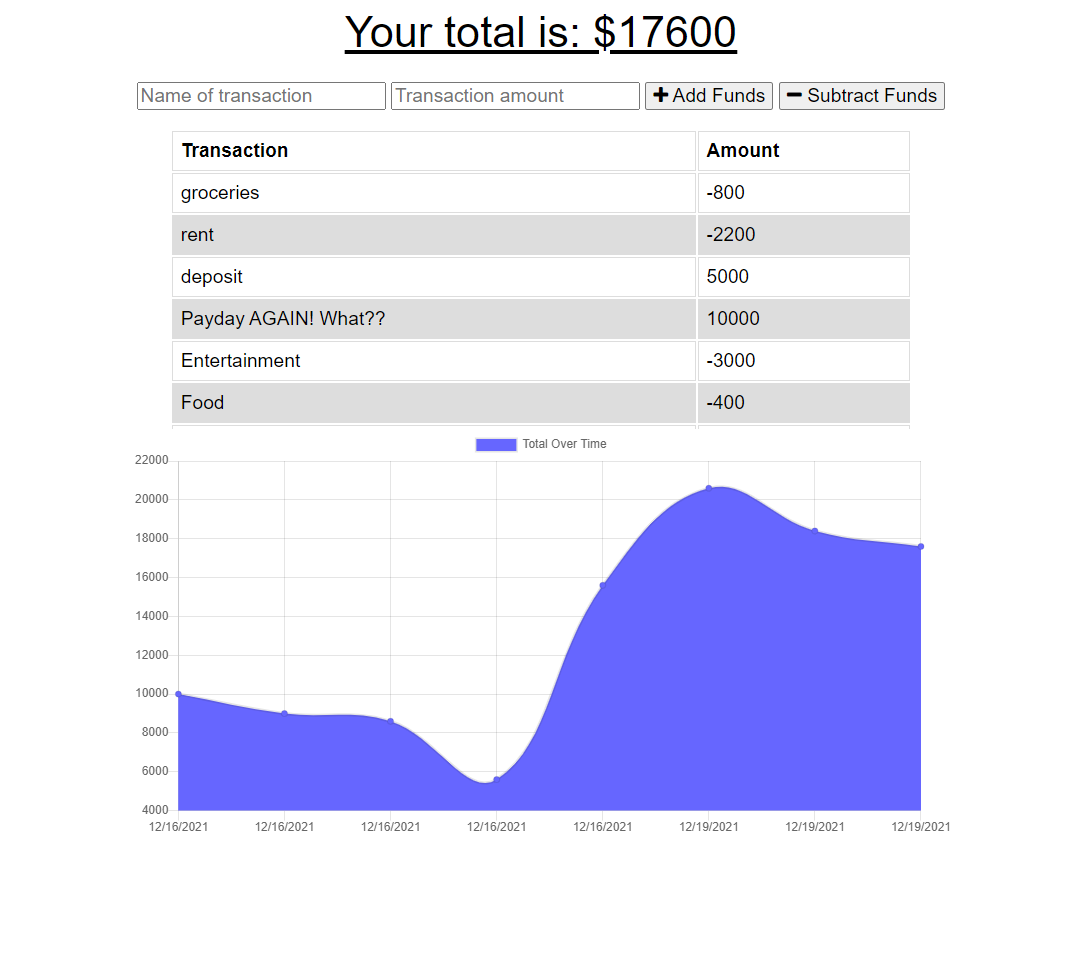 Your total is: $17600
Name of transaction Transaction amount Add Funds Subtract Funds
Transaction Amount
groceries -800
rent -2200
deposit 5000
Payday AGAIN! What?? 10000
Entertainment -3000
Food -400
Total Over Time
22000
20000
18000
16000
14000
12000
10000
8000
6000
4000
12/16/2021 12/16/2021 12/16/2021 12/16/2021 12/16/2021 12/19/2021 12/19/2021 12/19/2021